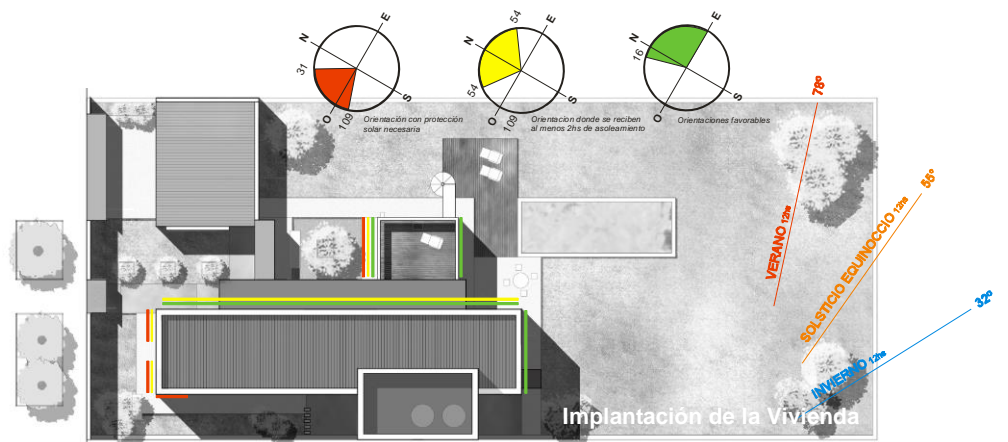 N
E
S
O
31
109
Orientación con protección
solar necesaria
N
E
S
O
54
54
109
Orientacion donde se reciben
al menos 2hs de asoleamiento
N
E
S
O
16
Orientaciones favorables
VERANO 12hs
78º
SOLSTICIO EQUINOCCIO 12hs
55º
INVIERNO 12hs
32º
Implantación de la Vivienda